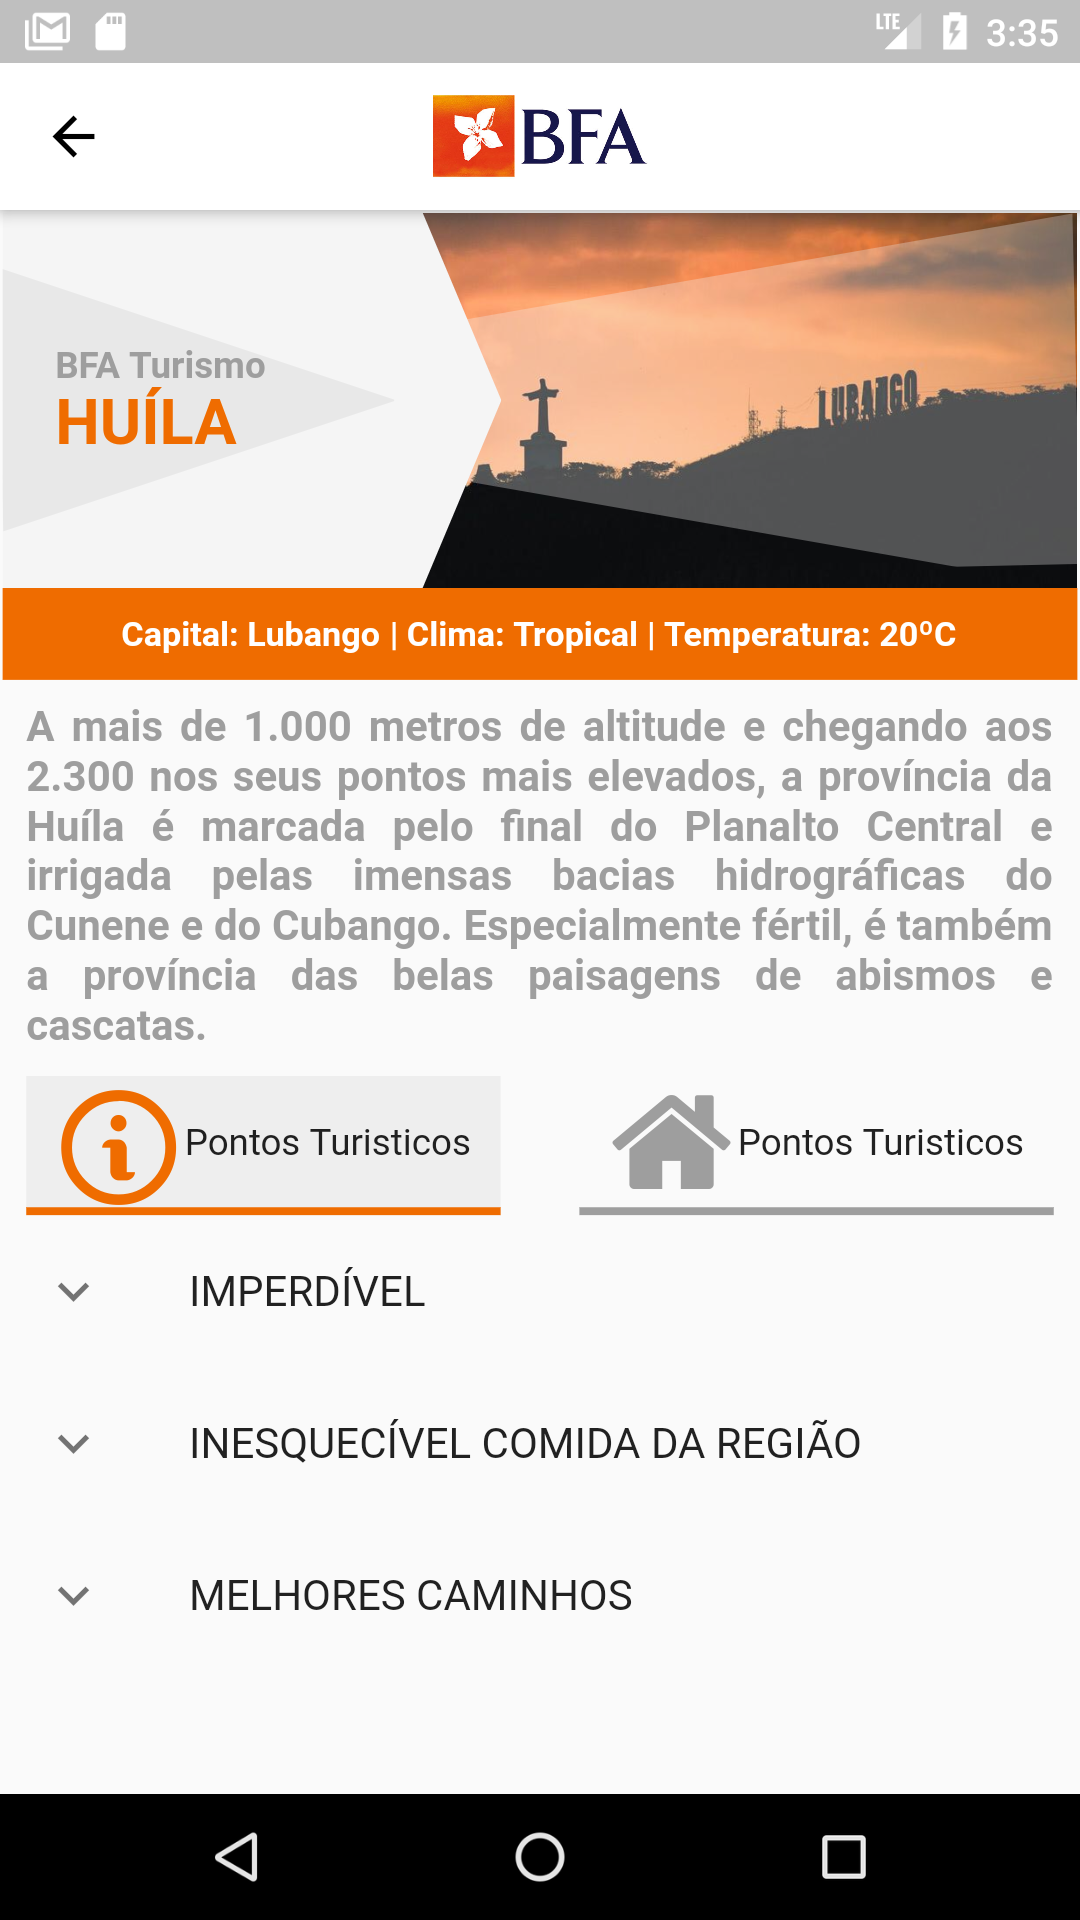 LTE 3:35
BFA
BFA Turismo
HUÍLA
LUBANGO
Capital: Lubango | Clima: Tropical | Temperatura: 20ºC
A mais de 1.000 metros de altitude e chegando aos
2.300 nos seus pontos mais elevados, a província da
Huíla é marcada pelo final do Planalto Central e
irrigada pelas imensas bacias hidrográficas do
Cunene e do Cubango. Especialmente fértil, é também
a província das belas paisagens de abismos e
cascatas.
Pontos Turisticos
Pontos Turisticos
IMPERDÍVEL
INESQUECÍVEL COMIDA DA REGIÃO
MELHORES CAMINHOS